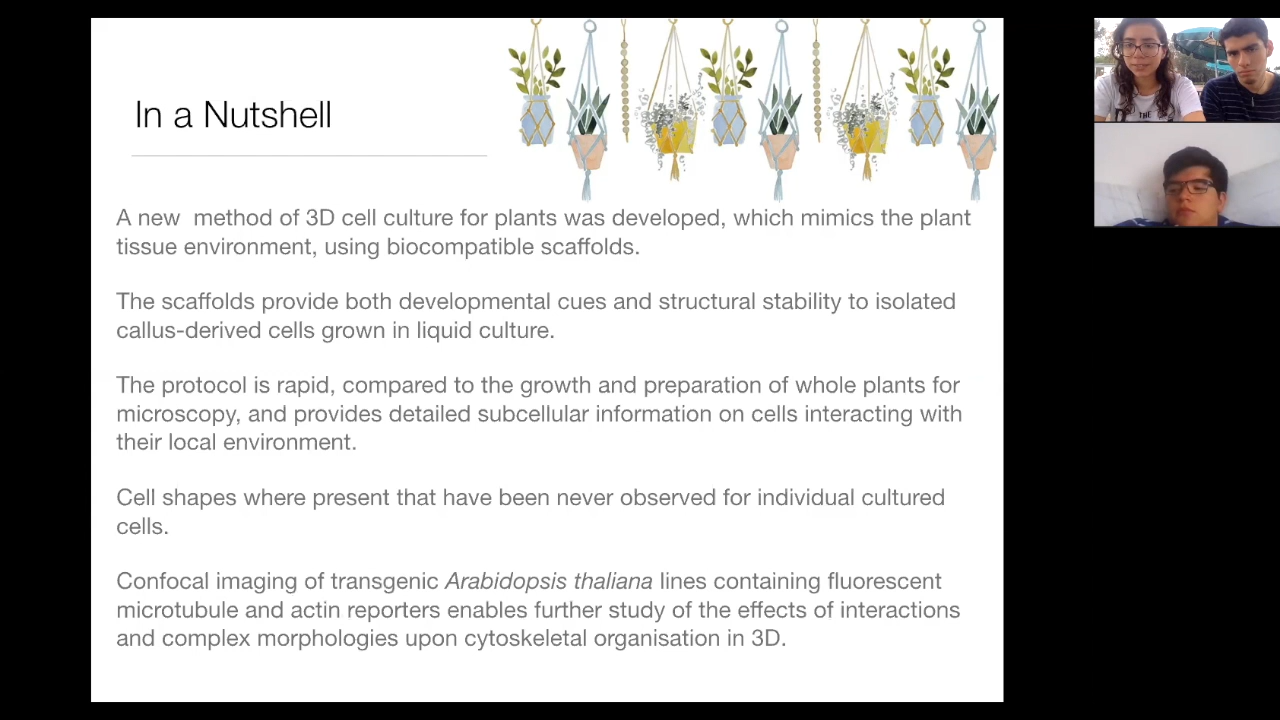 In a Nutshell
A new method of 3D cell culture for plants was developed, which mimics the plant
tissue environment, using biocompatible scaffolds.
The scaffolds provide both developmental cues and structural stability to isolated
callus-derived cells grown in liquid culture.
The protocol is rapid, compared to the growth and preparation of whole plants for
microscopy, and provides detailed subcellular information on cells interacting with
their local environment.
Cell shapes where present that have been never observed for individual cultured
cells.
Confocal imaging of transgenic Arabidopsis thaliana lines containing fluorescent
microtubule and actin reporters enables further study of the effects of interactions
and complex morphologies upon cytoskeletal organisation in 3D.
THE